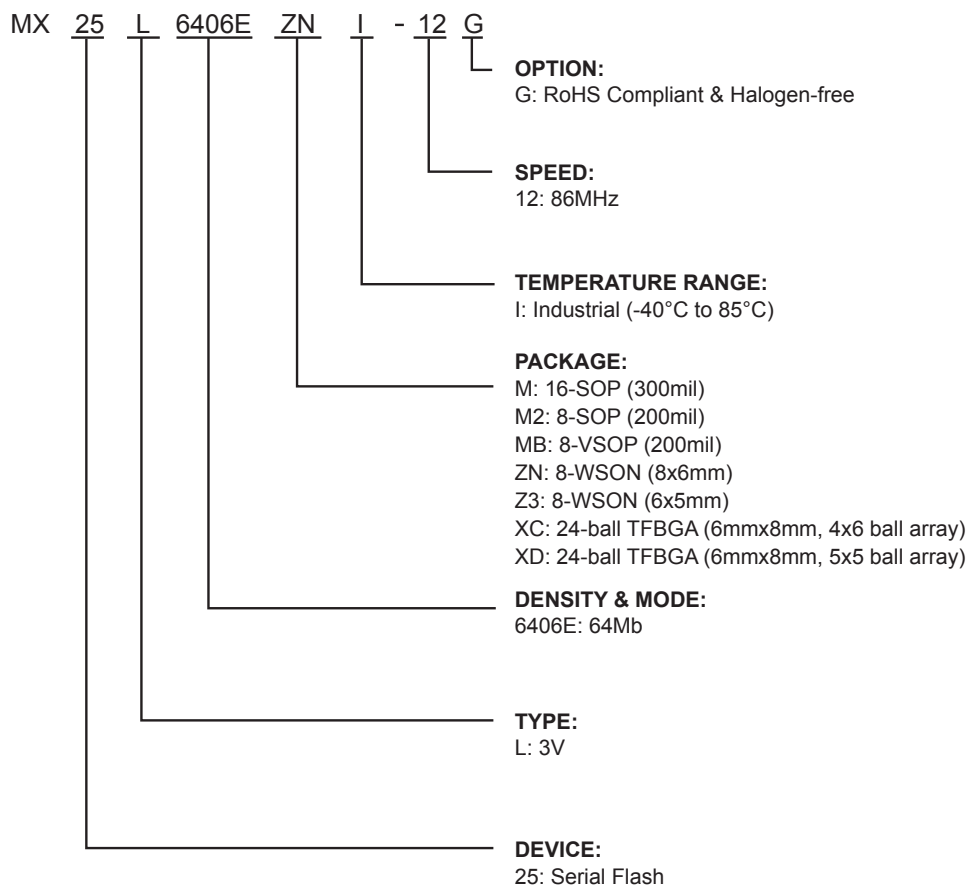 MX 25 L 6406E ZN I - 12 G
OPTION:
G: RoHS Compliant & Halogen-free
SPEED:
12: 86MHz
TEMPERATURE RANGE:
I: Industrial (-40°C to 85°C)
PACKAGE:
M: 16-SOP (300mil)
M2: 8-SOP (200mil)
MB: 8-VSOP (200mil)
ZN: 8-WSON (8x6mm)
Z3: 8-WSON (6x5mm)
XC: 24-ball TFBGA (6mmx8mm, 4x6 ball array)
XD: 24-ball TFBGA (6mmx8mm, 5x5 ball array)
DENSITY & MODE:
6406E: 64Mb
TYPE:
L: 3V
DEVICE:
25: Serial Flash